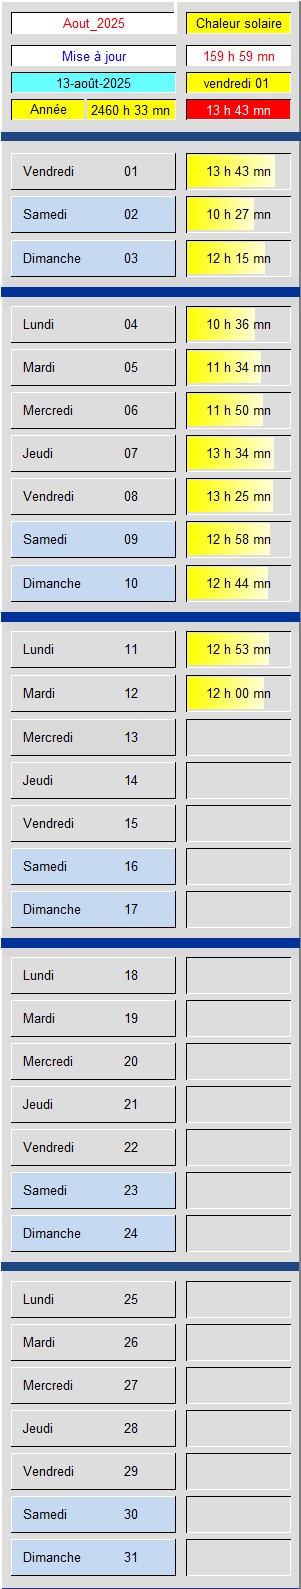 Aout_2025 Chaleur solaire
Mise à jour 159 h 59 mn
13-août-2025 vendredi 01
Année 2460 h 33 mn 13 h 43 mn
Vendredi 01 13 h 43 mn
Samedi 02 10 h 27 mn
Dimanche 03 12 h 15 mn
Lundi 04 10 h 36 mn
Mardi 05 11 h 34 mn
Mercredi 06 11 h 50 mn
Jeudi 07 13 h 34 mn
Vendredi 08 13 h 25 mn
Samedi 09 12 h 58 mn
Dimanche 10 12 h 44 mn
Lundi 11 12 h 53 mn
Mardi 12 12 h 00 mn
Mercredi 13
Jeudi 14
Vendredi 15
Samedi 16
Dimanche 17
Lundi 18
Mardi 19
Mercredi 20
Jeudi 21
Vendredi 22
Samedi 23
Dimanche 24
Lundi 25
Mardi 26
Mercredi 27
Jeudi 28
Vendredi 29
Samedi 30
Dimanche 31